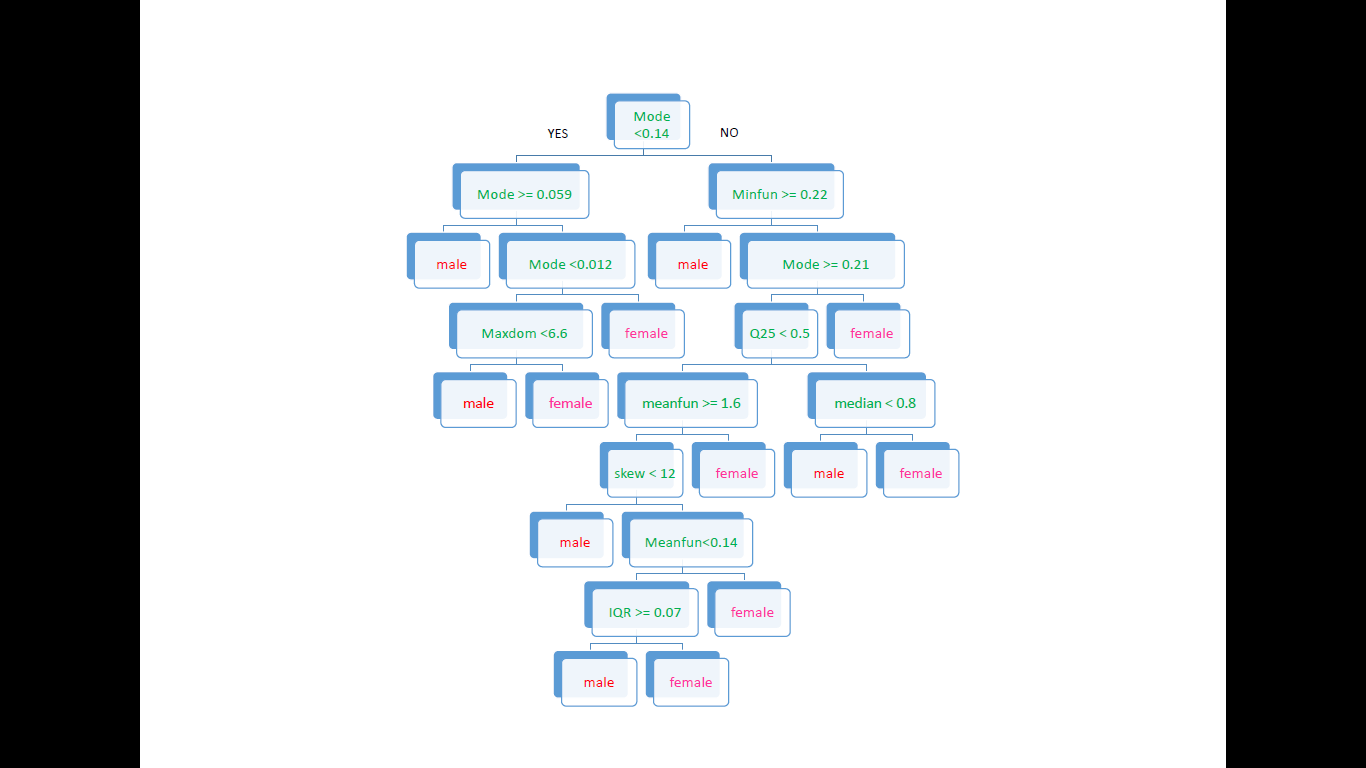 Mode
<0.14
YES
NO
Mode >= 0.059
Minfun >= 0.22
male
Mode <0.012
male
Mode >= 0.21
Maxdom <6.6
female
Q25 < 0.5
female
male
female
meanfun >= 1.6
median < 0.8
skew < 12
female
male
female
male
Meanfun<0.14
IQR >= 0.07
female
male
female